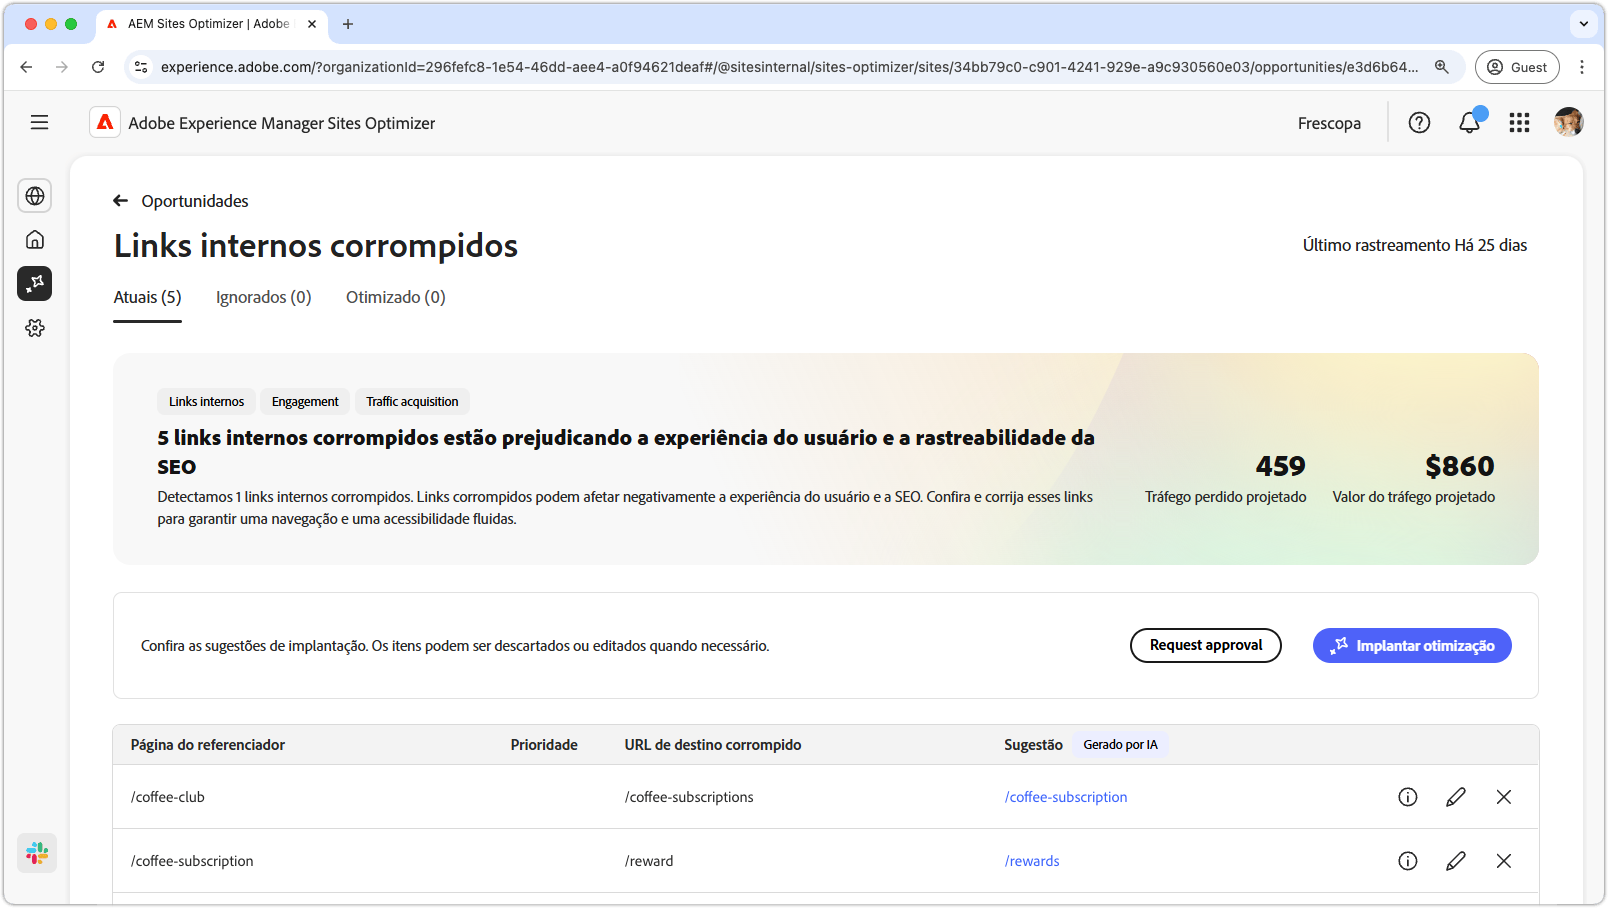 AEM Sites Optimizer | Adobe
experience.adobe.com/?organizationId=296fefc8-1e54-46dd-aee4-a0f94621deaf#/@sitesinternal/sites-optimizer/sites/34bb79c0-c901-4241-929e-a9c930560e03/opportunities/e3d6b64...
Guest
Adobe Experience Manager Sites Optimizer
Frescopa
Oportunidades
Links internos corrompidos
Último rastreamento Há 25 dias
Atuais (5)
Ignorados (0)
Otimizado (0)
Links internos
Engagement
Traffic acquisition
5 links internos corrompidos estão prejudicando a experiência do usuário e a rastreabilidade da
SEO
Detectamos 1 links internos corrompidos. Links corrompidos podem afetar negativamente a experiência do usuário e a SEO. Confira e corrija esses links
para garantir uma navegação e uma acessibilidade fluidas.
459
Tráfego perdido projetado
$860
Valor do tráfego projetado
Confira as sugestões de implantação. Os itens podem ser descartados ou editados quando necessário.
Request approval
Implantar otimização
Página do referenciador
Prioridade
URL de destino corrompido
Sugestão
Gerado por IA
/coffee-club
/coffee-subscriptions
/coffee-subscription
/coffee-subscription
/reward
/rewards